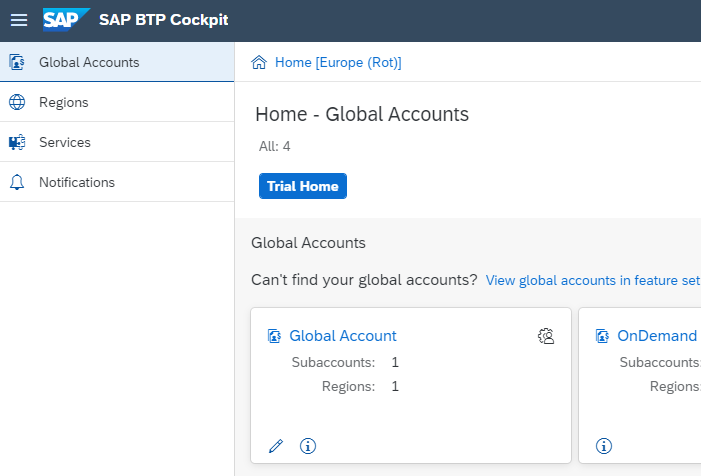 SAP SAP BTP Cockpit
Global Accounts
Regions
Services
Notifications
Home [Europe (Rot)]
Home - Global Accounts
All: 4
Trial Home
Global Accounts
Can't find your global accounts? View global accounts in feature set
Global Account
Subaccounts: 1
Regions: 1
OnDemand
Subaccounts:
Regions: